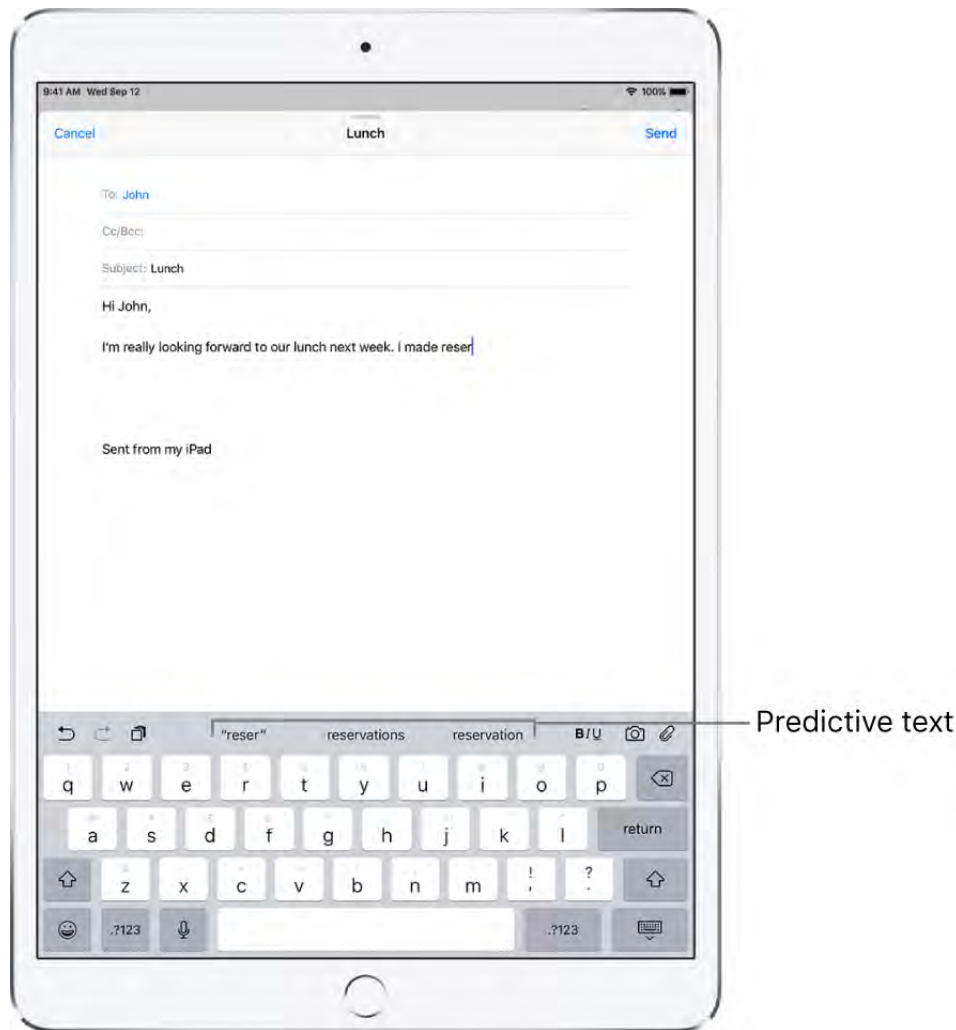 9:41 AM Wed Sep 12 100%
Cancel Lunch Send
To: John
Cc/Bcc:
Subject: Lunch
Hi John,
I'm really looking forward to our lunch next week. I made reser
Sent from my iPad
"reser" reservations reservation B I U
Predictive text
q w e r t y u i o p
a s d f g h j k l return
z x c v b n m ! , ? .
.?123 .?123